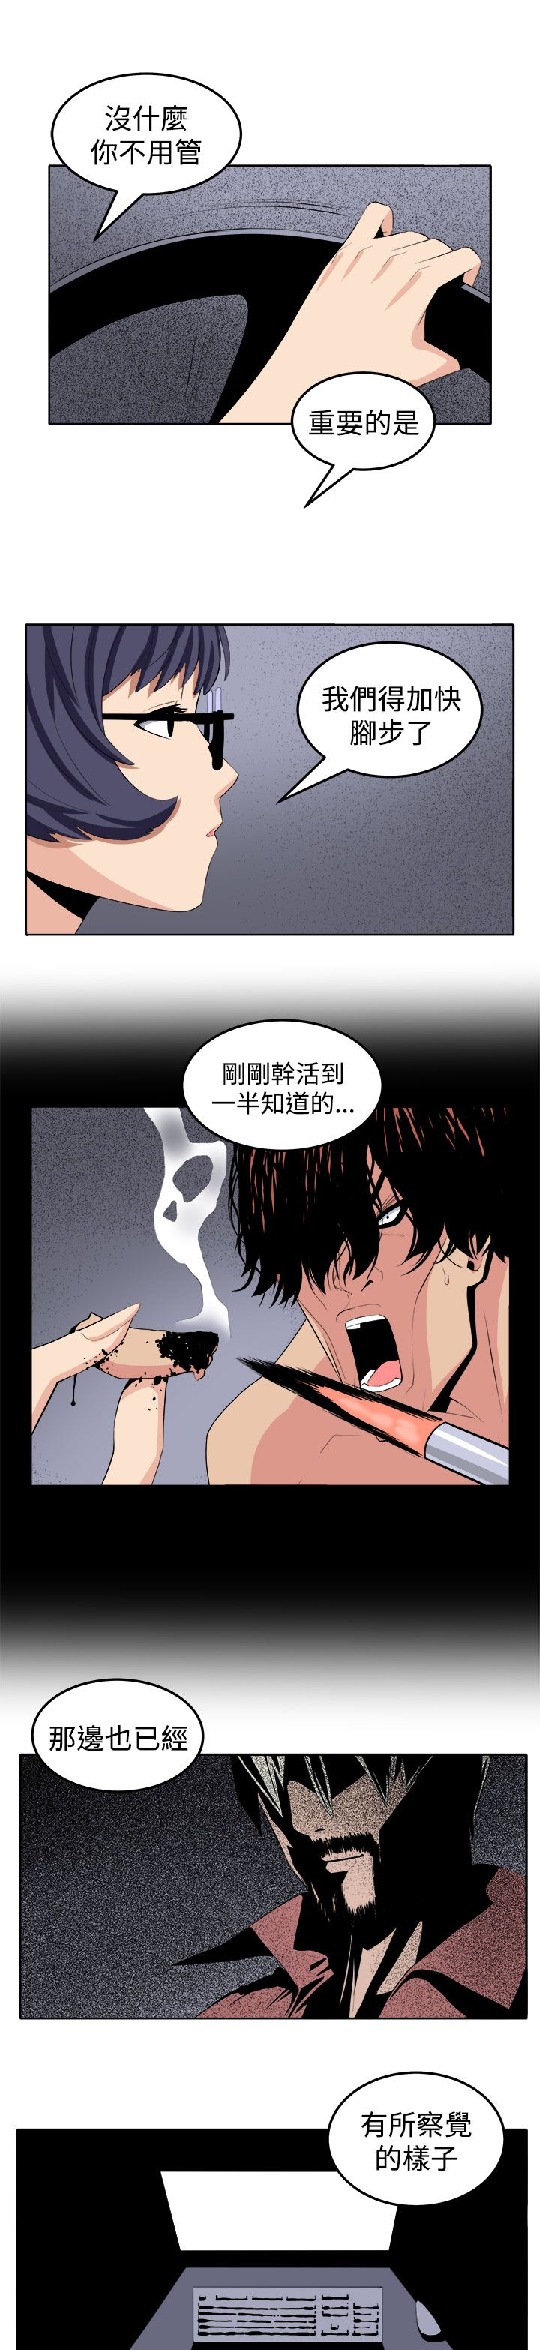 沒什麼
你不用管
重要的是
我們得加快
腳步了
剛剛幹活到
一半知道的...
那邊也已經
有所察覺
的樣子